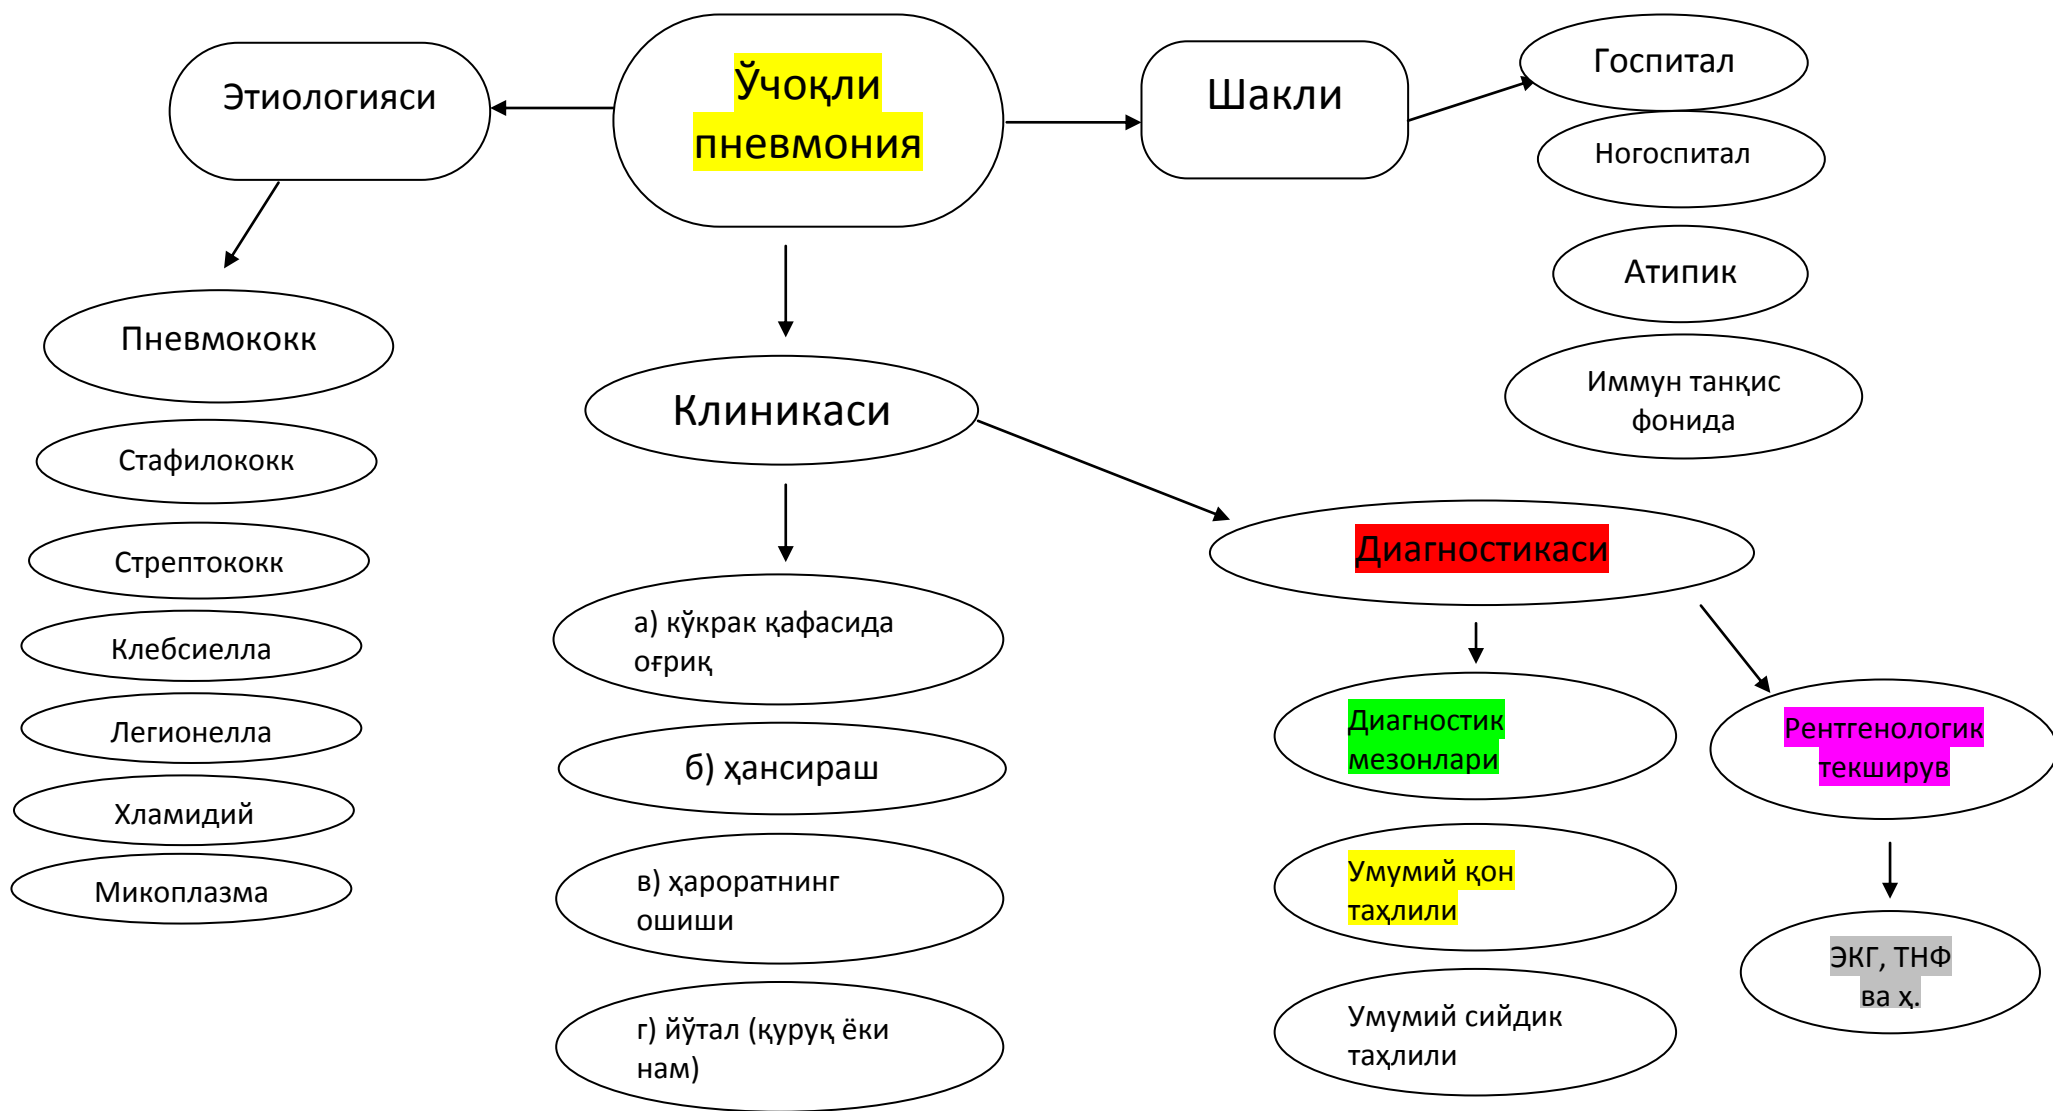 Этиологияси
Ўчоқли
пневмония
Шакли
Госпитал
Ногоспитал
Атипик
Иммун танқис
фонида
Пневмококк
Стафилококк
Стрептококк
Клебсиелла
Легионелла
Хламидий
Микоплазма
Клиникаси
а) кўкрак қафасида
оғриқ
б) ҳансираш
в) ҳароратнинг
ошиши
г) йўтал (қуруқ ёки
нам)
Диагностикаси
Диагностик
мезонлари
Умумий қон
таҳлили
Умумий сийдик
таҳлили
Рентгенологик
текширув
ЭКГ, ТНФ
ва ҳ.